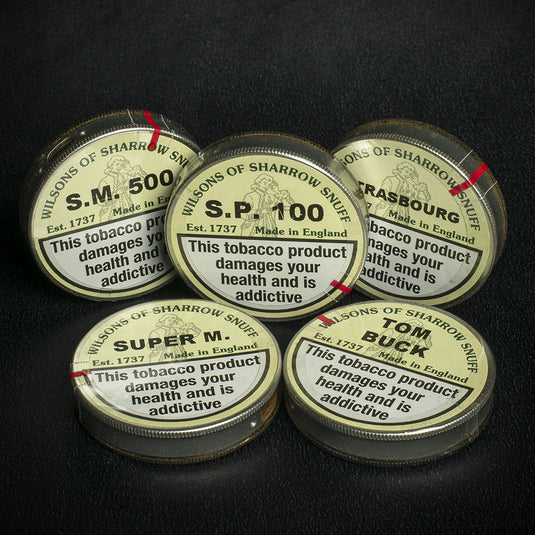 WILSONS OF SHARROW SNUFF
S.M. 500
Est. 1737 Made in England
This tobacco product
damages your
health and is
addictive
WILSONS OF SHARROW SNUFF
S.P. 100
Est. 1737 Made in England
This tobacco product
damages your
health and is
addictive
WILSONS OF SHARROW SNUFF
TRASBOURG
Made in England
This tobacco product
damages your
health and is
addictive
WILSONS OF SHARROW SNUFF
SUPER M.
Est. 1737 Made in England
This tobacco product
damages your
health and is
addictive
WILSONS OF SHARROW SNUFF
TOM
BUCK
Est. 1737 Made in England
This tobacco product
damages your
health and is
addictive